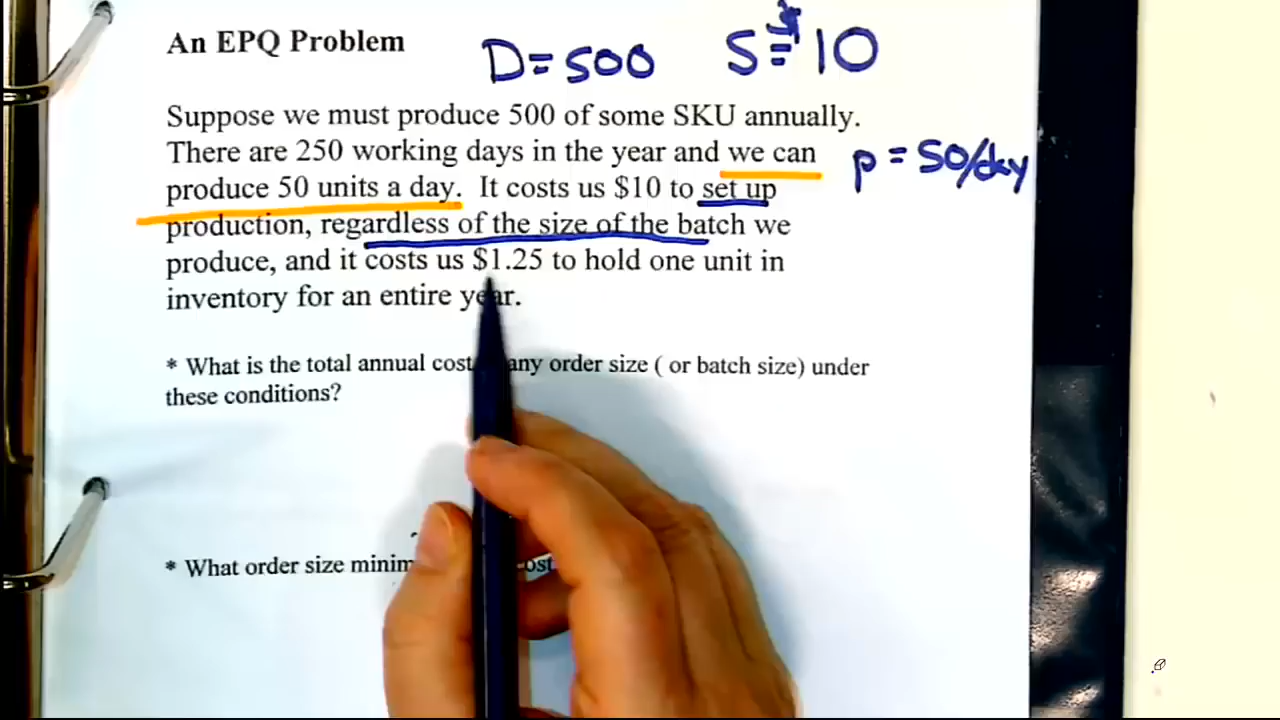 An EPQ Problem
D=500
S=$10
Suppose we must produce 500 of some SKU annually.
There are 250 working days in the year and we can
p = 50/day
produce 50 units a day. It costs us $10 to set up
production, regardless of the size of the batch we
produce, and it costs us $1.25 to hold one unit in
inventory for an entire year.
* What is the total annual cost any order size ( or batch size) under
these conditions?
* What order size minim ost